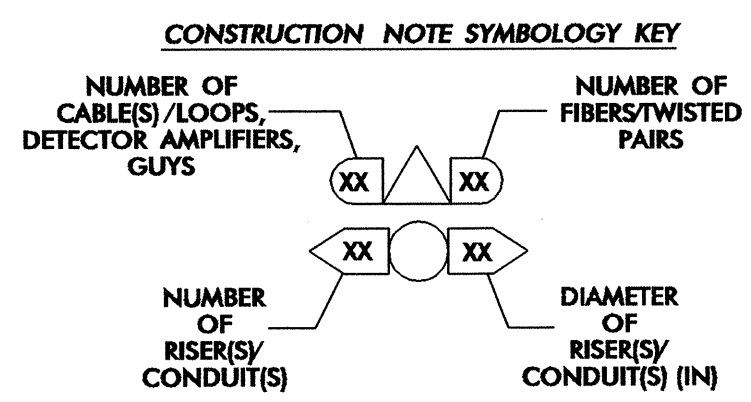 CONSTRUCTION NOTE SYMBOLOGY KEY
NUMBER OF
CABLE(S)/LOOPS,
DETECTOR AMPLIFIERS,
GUYS
NUMBER OF
FIBERS/TWISTED
PAIRS
XX
XX
XX
XX
NUMBER
OF
RISER(S)/
CONDUIT(S)
DIAMETER
OF
RISER(S)/
CONDUIT(S) (IN)